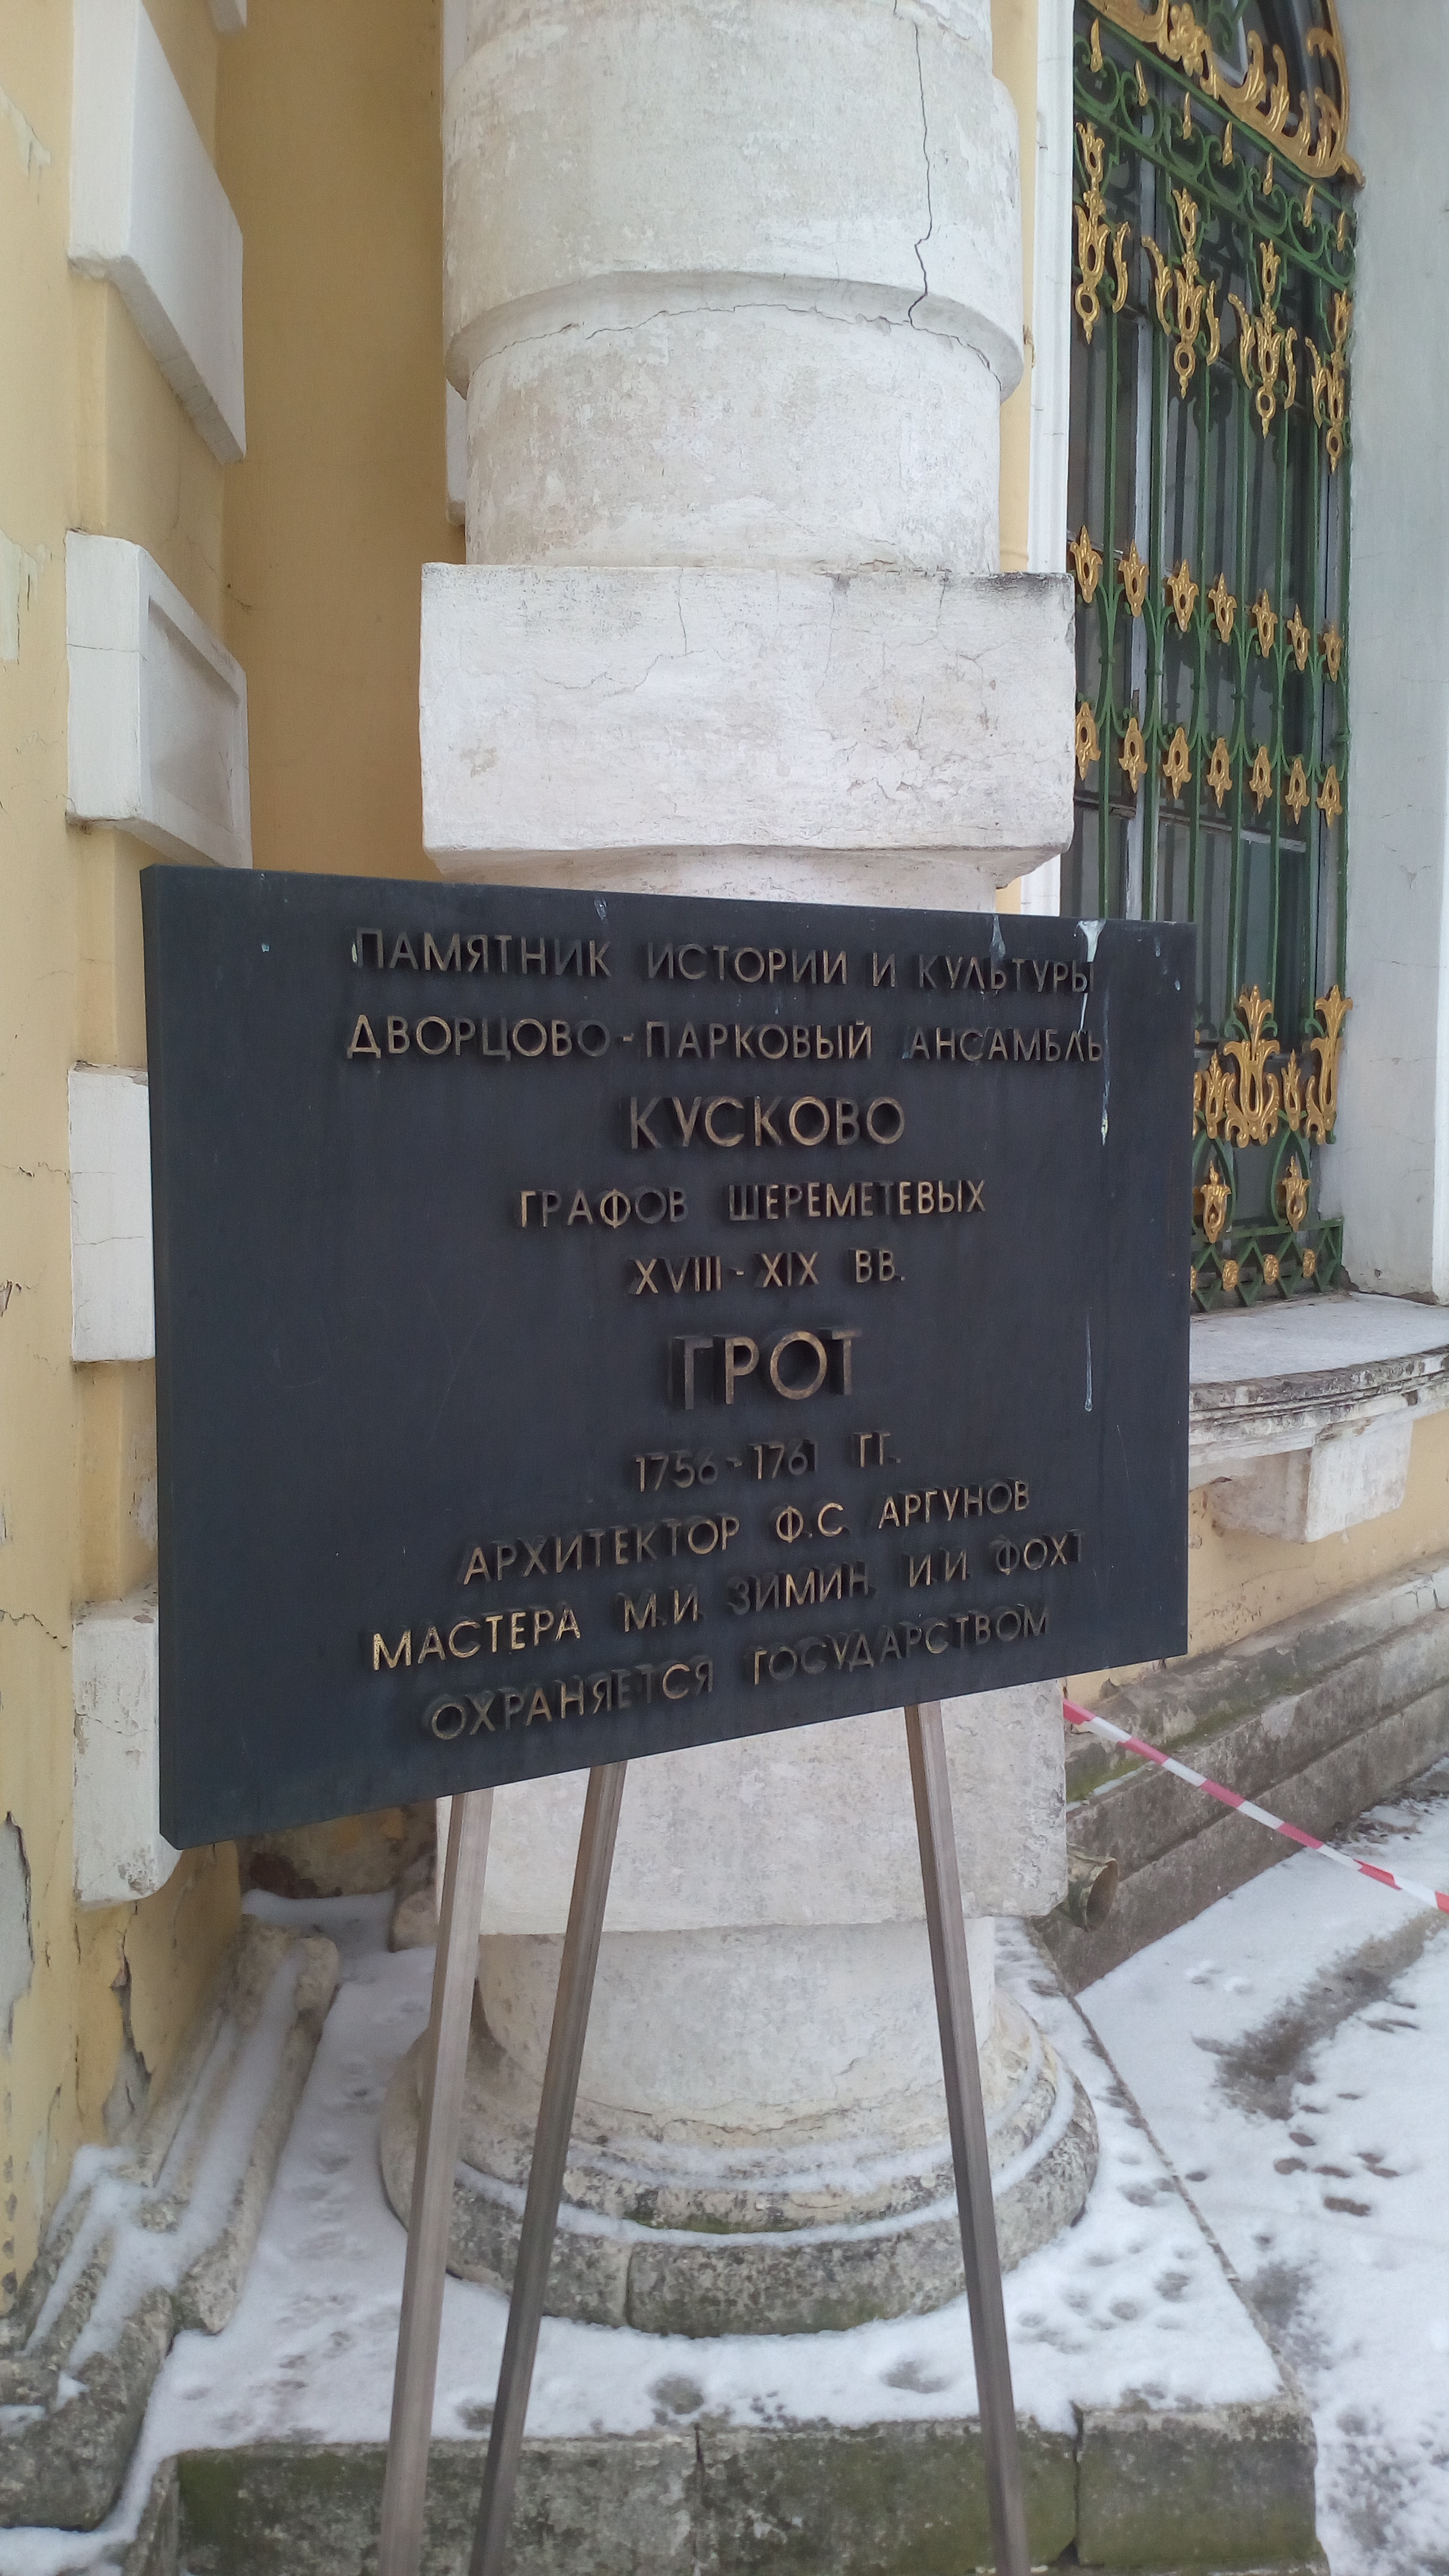 ПАМЯТНИК ИСТОРИИ И КУЛЬТУРЫ
ДВОРЦОВО-ПАРКОВЫЙ АНСАМБЛЬ
КУСКОВО
ГРАФОВ ШЕРЕМЕТЕВЫХ
XVIII - XIX ВВ.
ГРОТ
1756-1761 ГГ.
АРХИТЕКТОР Ф.С. АРГУНОВ
МАСТЕРА М.И. ЗИМИН, И.И. ФОХТ
ОХРАНЯЕТСЯ ГОСУДАРСТВОМ